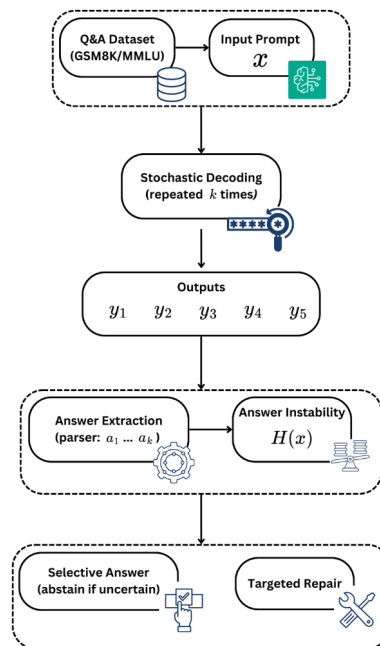 Q&A Dataset
(GSM8K/MMLU)
Input Prompt
x
Stochastic Decoding
(repeated k times)
****
*
Outputs
y₁ y₂ y₃ y₄ y₅
Answer Extraction
(parser: a₁ ... aₖ)
Answer Instability
H(x)
Selective Answer
(abstain if uncertain)
Targeted Repair